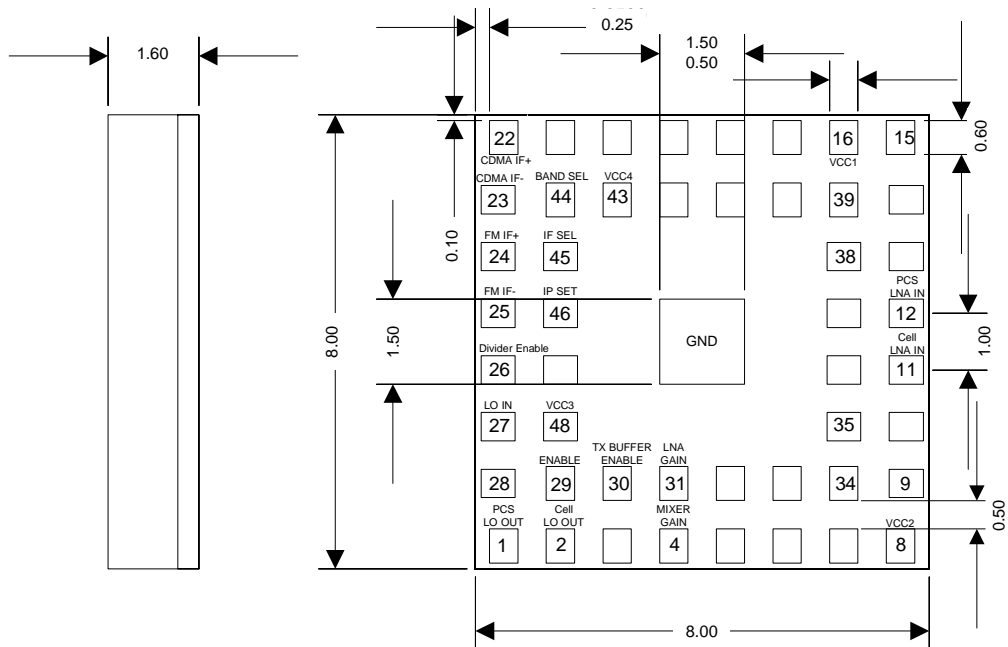 0.25
1.60
1.50
0.50
22
16
15
0.60
CDMA IF+
VCC1
CDMA IF-
BAND SEL
VCC4
23
44
43
39
0.10
FM IF+
IF SEL
24
45
38
PCS
LNA IN
FM IF-
IP SET
25
46
12
8.00
1.50
GND
1.00
Cell
LNA IN
Divider Enable
26
11
LO IN
VCC3
27
48
35
TX BUFFER
ENABLE
LNA
GAIN
ENABLE
28
29
30
31
34
9
0.50
PCS
LO OUT
Cell
LO OUT
MIXER
GAIN
VCC2
1
2
4
8
8.00